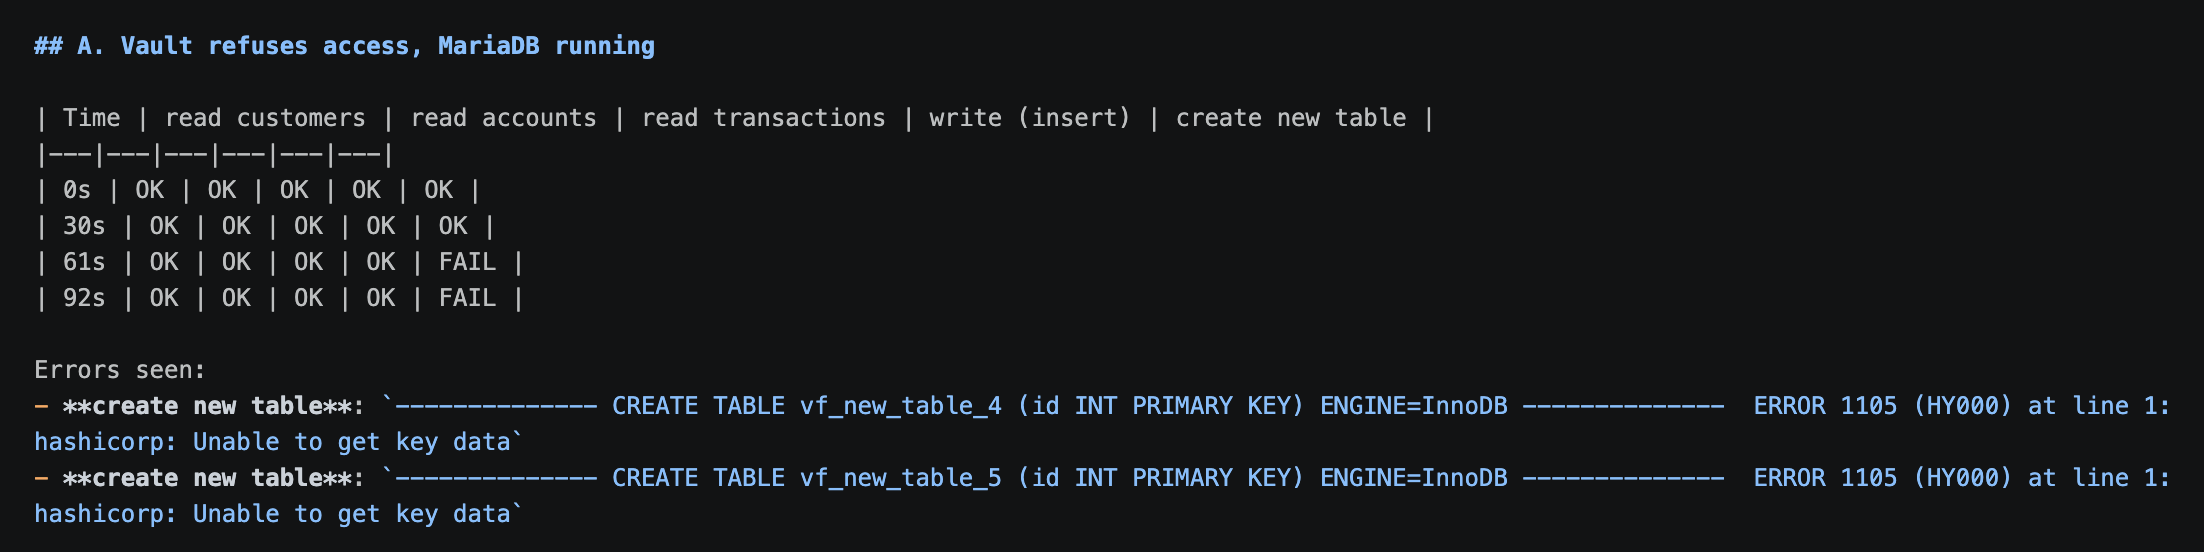 ## A. Vault refuses access, MariaDB running
| Time | read customers | read accounts | read transactions | write (insert) | create new table |
|---|---|---|---|---|---|
| 0s | OK | OK | OK | OK | OK |
| 30s | OK | OK | OK | OK | OK |
| 61s | OK | OK | OK | OK | FAIL |
| 92s | OK | OK | OK | OK | FAIL |
Errors seen:
- **create new table**: `-------------- CREATE TABLE vf_new_table_4 (id INT PRIMARY KEY) ENGINE=InnoDB --------------  ERROR 1105 (HY000) at line 1:
hashicorp: Unable to get key data`
- **create new table**: `-------------- CREATE TABLE vf_new_table_5 (id INT PRIMARY KEY) ENGINE=InnoDB --------------  ERROR 1105 (HY000) at line 1:
hashicorp: Unable to get key data`